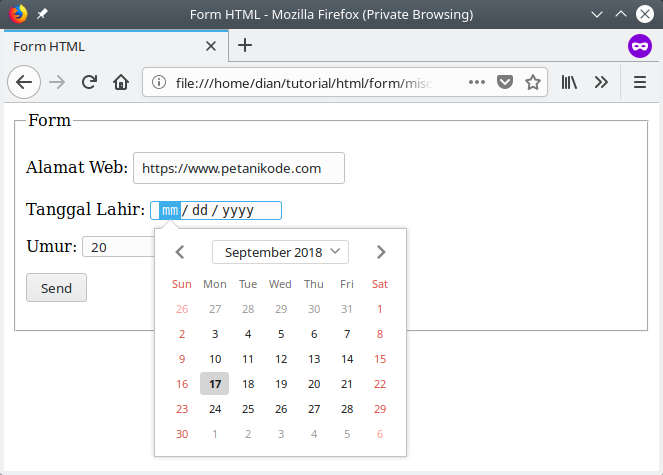 Form HTML - Mozilla Firefox (Private Browsing)
Form HTML
file:///home/dian/tutorial/html/form/misc
Form
Alamat Web: https://www.petanikode.com
Tanggal Lahir: mm / dd / yyyy
Umur: 20
Send
September 2018
Sun Mon Tue Wed Thu Fri Sat
26 27 28 29 30 31 1
2 3 4 5 6 7 8
9 10 11 12 13 14 15
16 17 18 19 20 21 22
23 24 25 26 27 28 29
30 1 2 3 4 5 6